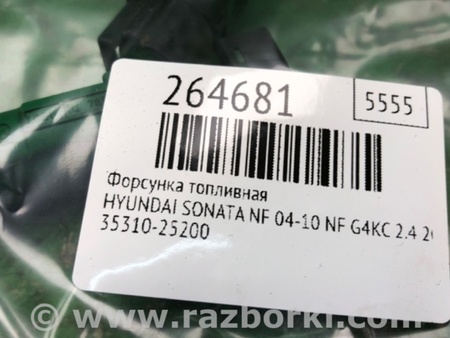 264681
5555
Форсунка топливная
HYUNDAI SONATA NF 04-10 NF G4KC 2.4
35310-25200
www.razborki.com